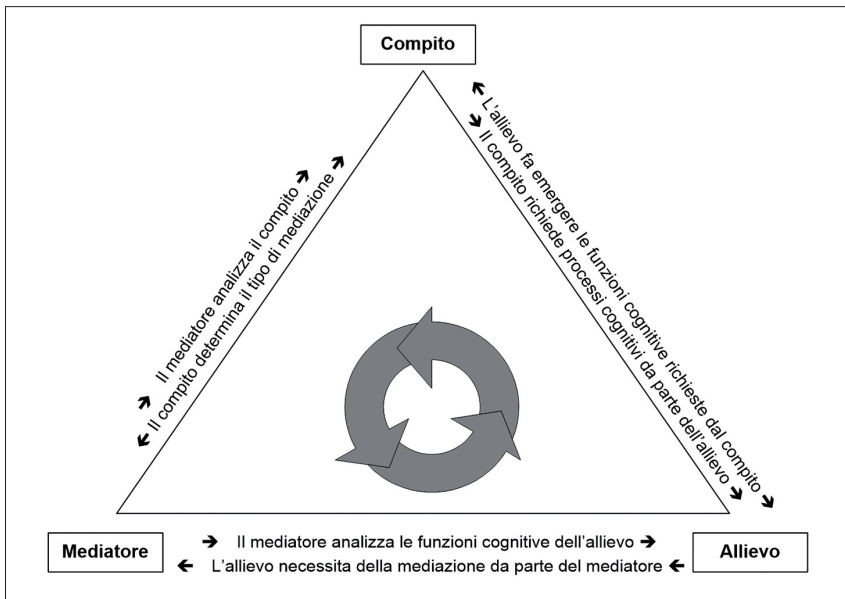 Compito
L'allievo fa emergere le funzioni cognitive richieste dal compito
Il compito richiede processi cognitivi da parte dell'allievo
Il mediatore analizza il compito
Il compito determina il tipo di mediazione
Mediatore
Il mediatore analizza le funzioni cognitive dell'allievo
L'allievo necessita della mediazione da parte del mediatore
Allievo